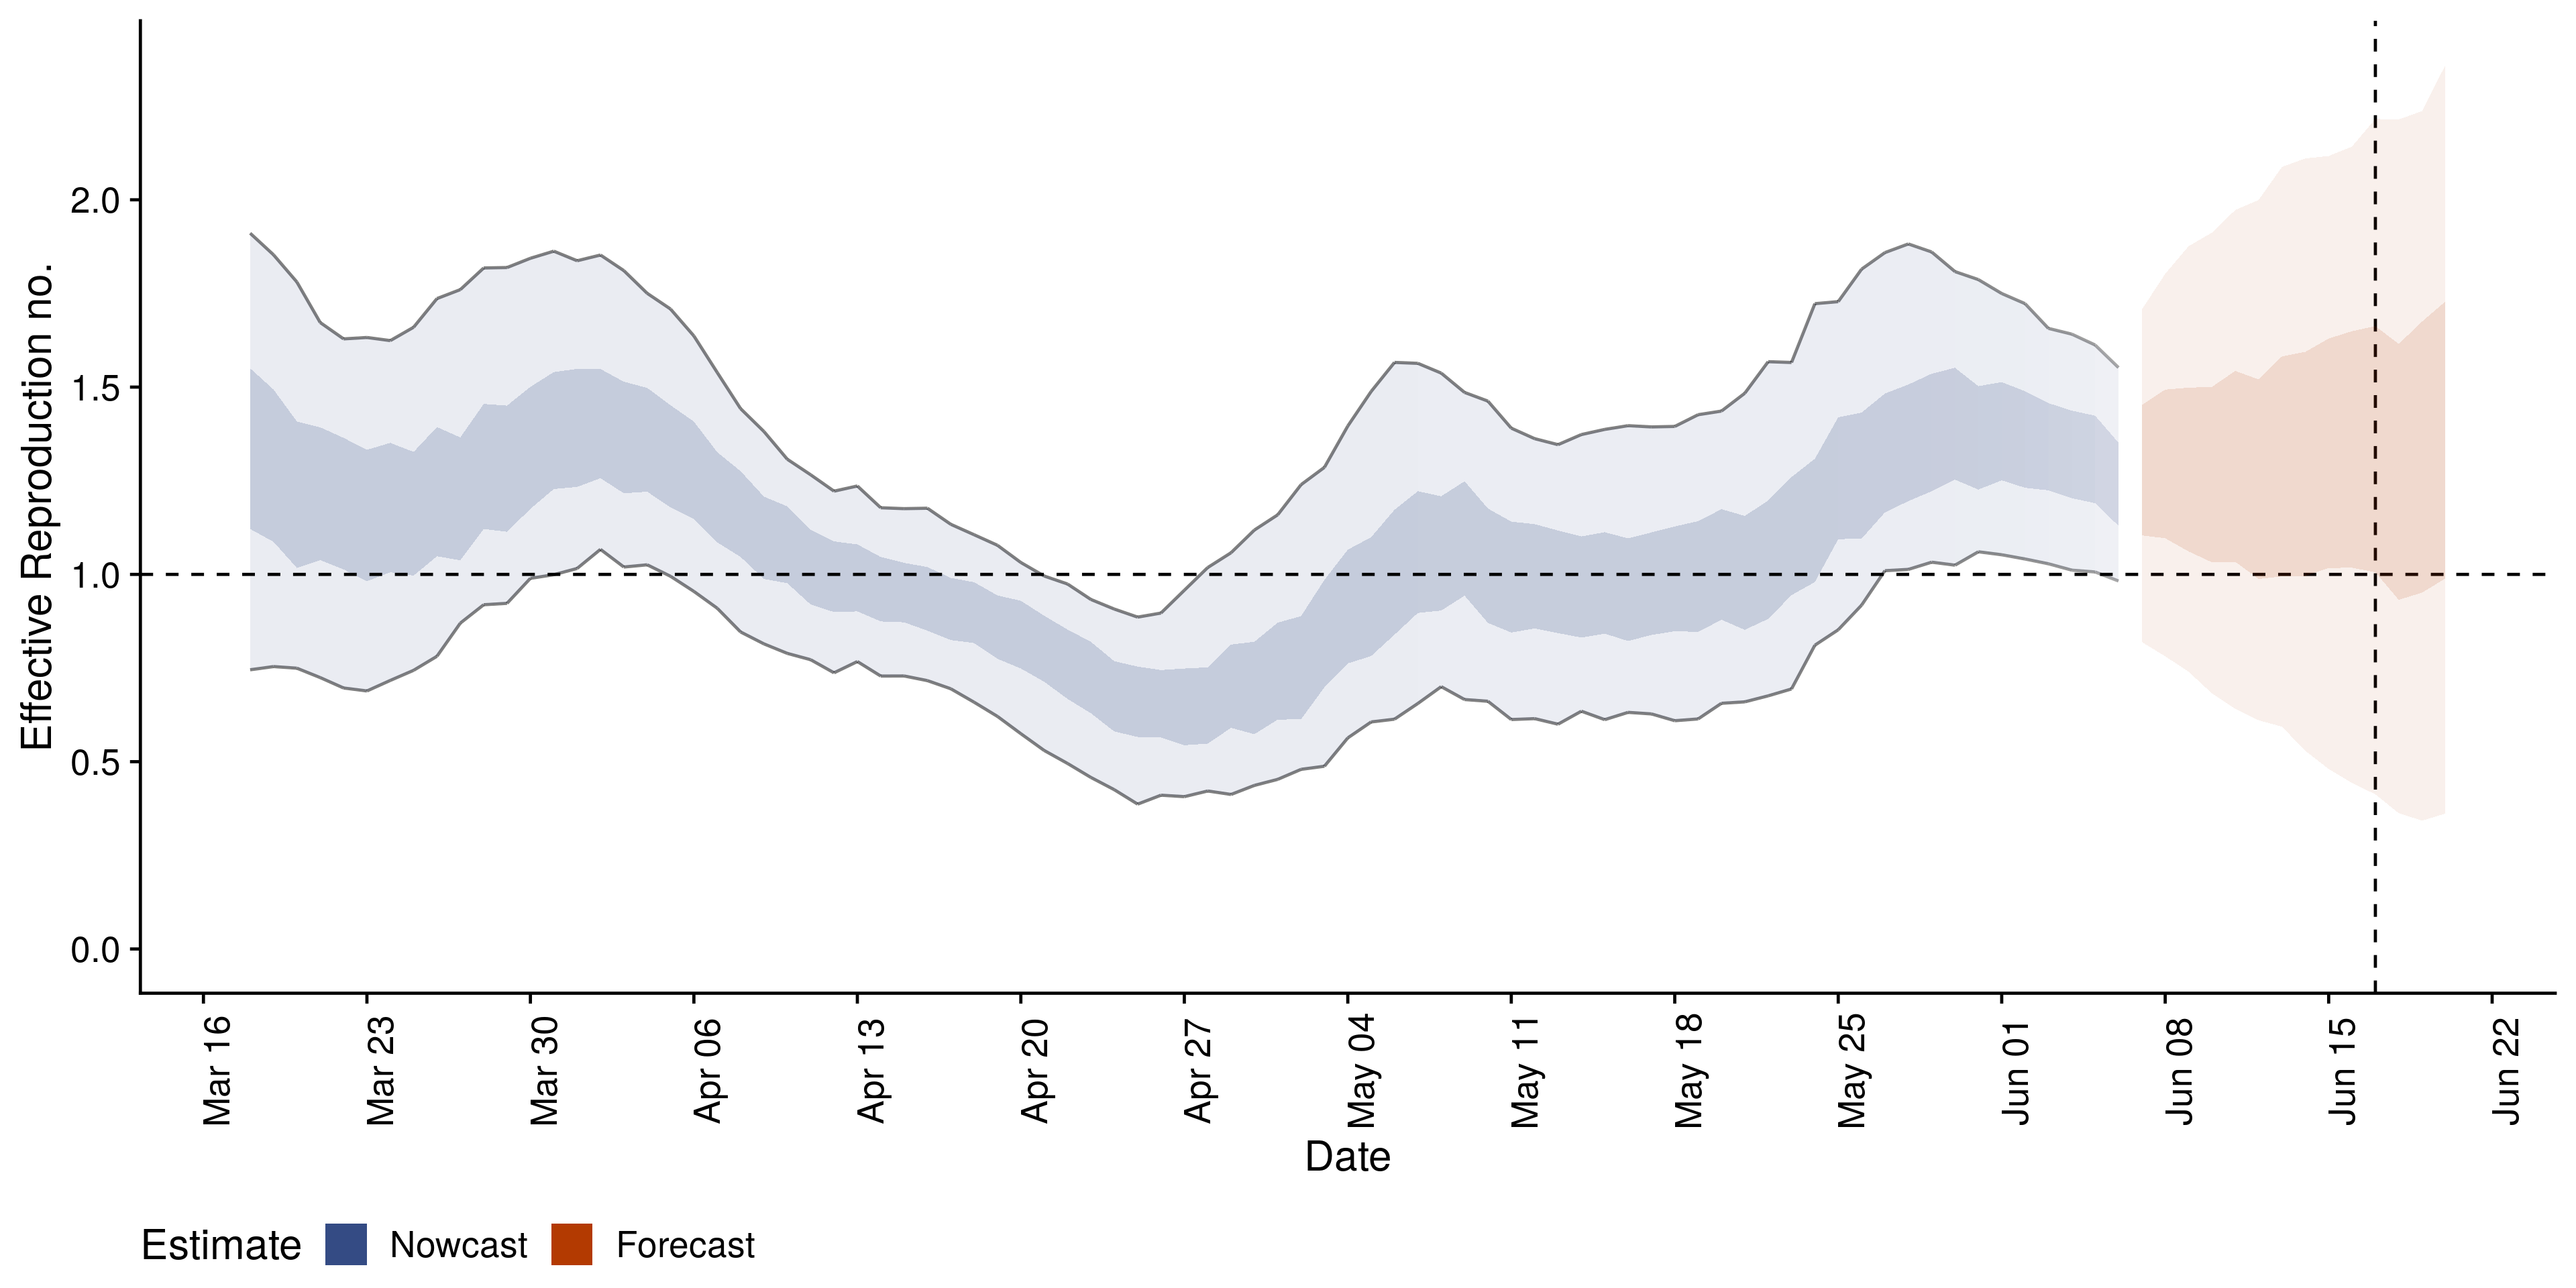 Effective Reproduction no.
2.0
1.5
1.0
0.5
0.0
Mar 16
Mar 23
Mar 30
Apr 06
Apr 13
Apr 20
Apr 27
May 04
May 11
May 18
May 25
Jun 01
Jun 08
Jun 15
Jun 22
Date
Estimate Nowcast Forecast